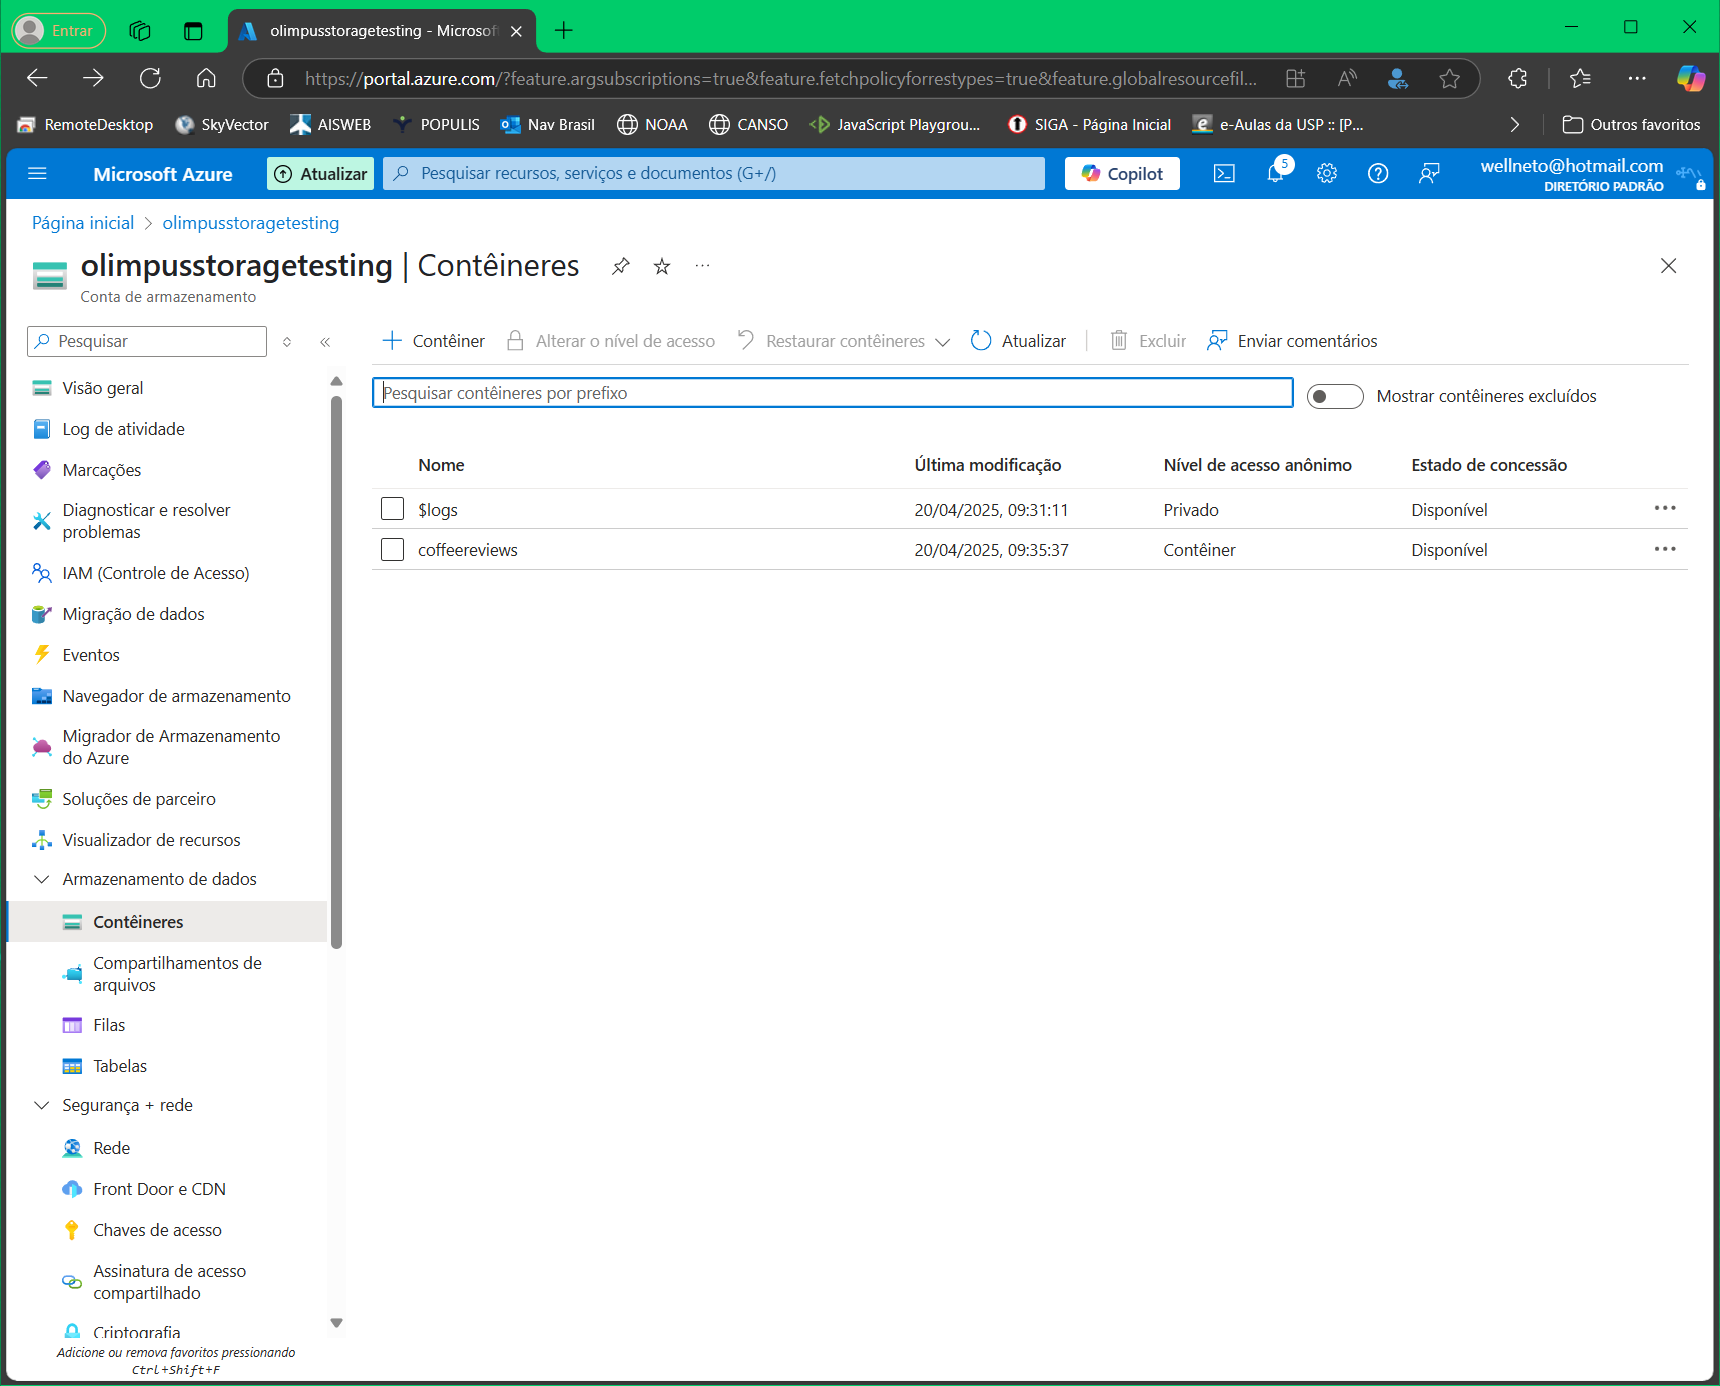 Entrar
olimpusstoragetesting - Microsof
https://portal.azure.com/?feature.argsubscriptions=true&feature.fetchpolicyforrestypes=true&feature.globalresourcefil...
RemoteDesktop SkyVector AISWEB POPULIS Nav Brasil NOAA CANSO JavaScript Playgrou... SIGA - Página Inicial e-Aulas da USP :: [P... Outros favoritos
Microsoft Azure Atualizar Pesquisar recursos, serviços e documentos (G+/) Copilot 5 wellneto@hotmail.com
DIRETÓRIO PADRÃO
Página inicial > olimpusstoragetesting
olimpusstoragetesting | Contêineres
Conta de armazenamento
Pesquisar
Contêiner Alterar o nível de acesso Restaurar contêineres Atualizar Excluir Enviar comentários
Pesquisar contêineres por prefixo
Mostrar contêineres excluídos
Nome Última modificação Nível de acesso anônimo Estado de concessão
$logs 20/04/2025, 09:31:11 Privado Disponível
coffeereviews 20/04/2025, 09:35:37 Contêiner Disponível
Visão geral
Log de atividade
Marcações
Diagnosticar e resolver
problemas
IAM (Controle de Acesso)
Migração de dados
Eventos
Navegador de armazenamento
Migrador de Armazenamento
do Azure
Soluções de parceiro
Visualizador de recursos
Armazenamento de dados
Contêineres
Compartilhamentos de
arquivos
Filas
Tabelas
Segurança + rede
Rede
Front Door e CDN
Chaves de acesso
Assinatura de acesso
compartilhado
Criptografia
Adicione ou remova favoritos pressionando
Ctrl+Shift+F